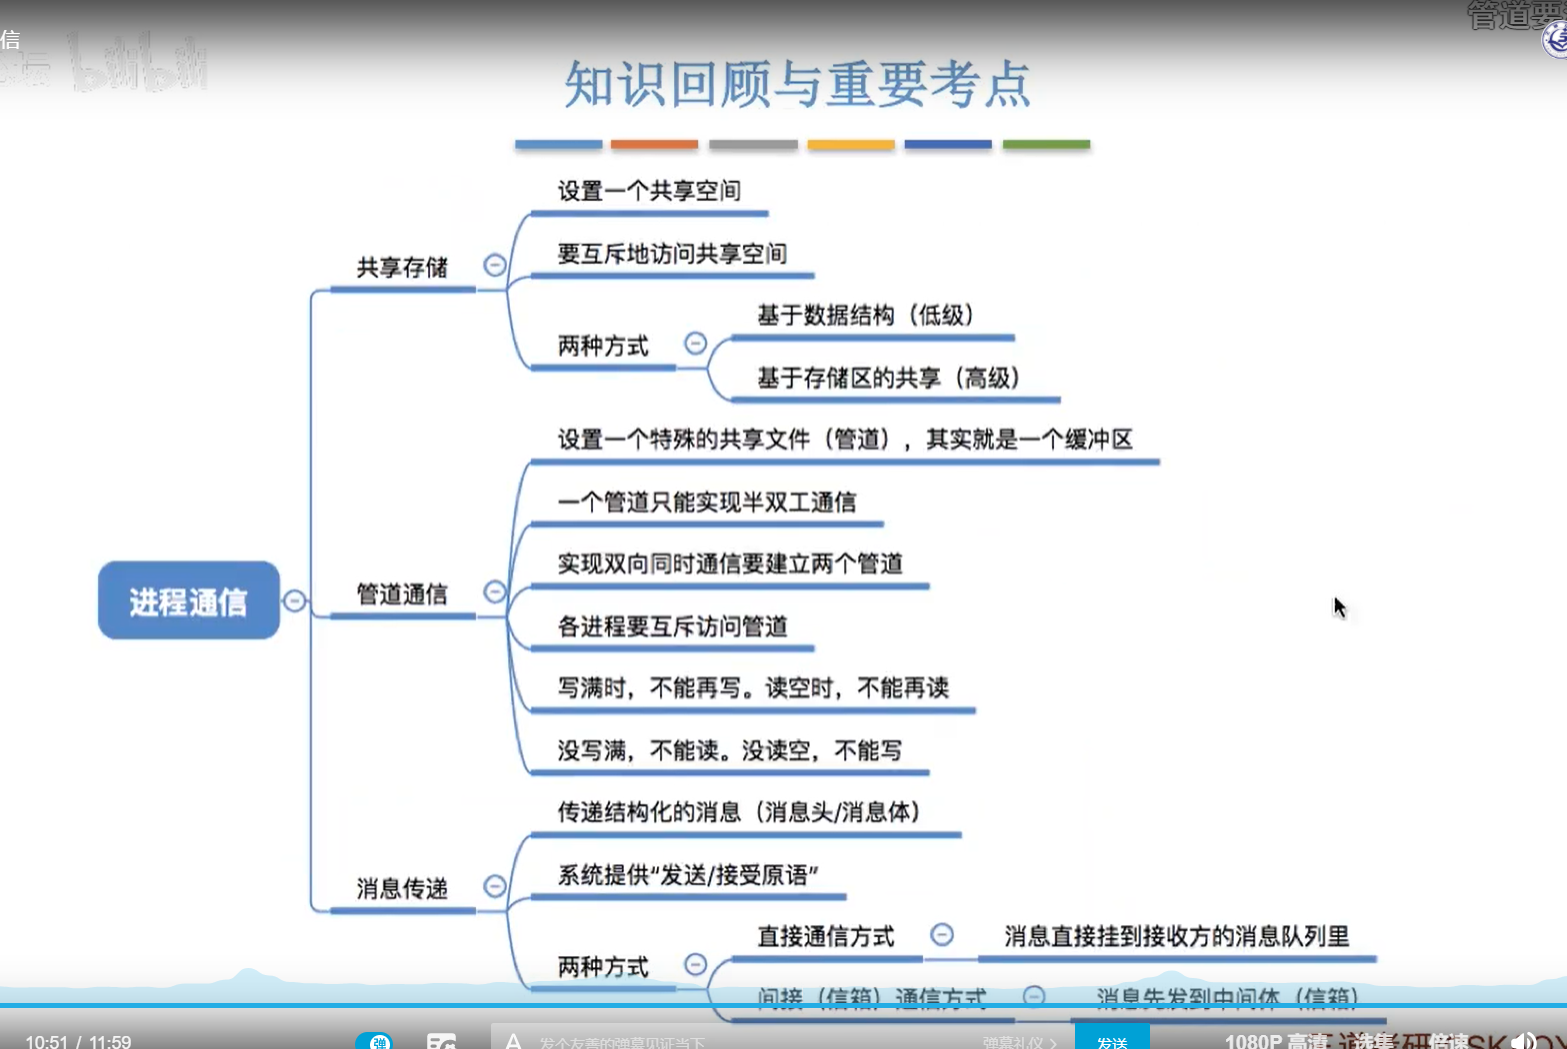 管道要
信
bilibili
知识回顾与重要考点
设置一个共享空间
要互斥地访问共享空间
共享存储
基于数据结构（低级）
两种方式
基于存储区的共享（高级）
设置一个特殊的共享文件（管道），其实就是一个缓冲区
一个管道只能实现半双工通信
实现双向同时通信要建立两个管道
进程通信
管道通信
各进程要互斥访问管道
写满时，不能再写。读空时，不能再读
没写满，不能读。没读空，不能写
传递结构化的消息（消息头/消息体）
消息传递
系统提供“发送/接受原语”
直接通信方式
消息直接挂到接收方的消息队列里
两种方式
间接（信箱）通信方式
消息先发到中间体（信箱）
10:51 / 11:59
弹
A
发个友善的弹幕见证当下
弹幕礼仪 >
发送
1080P 高清
选集
倍速